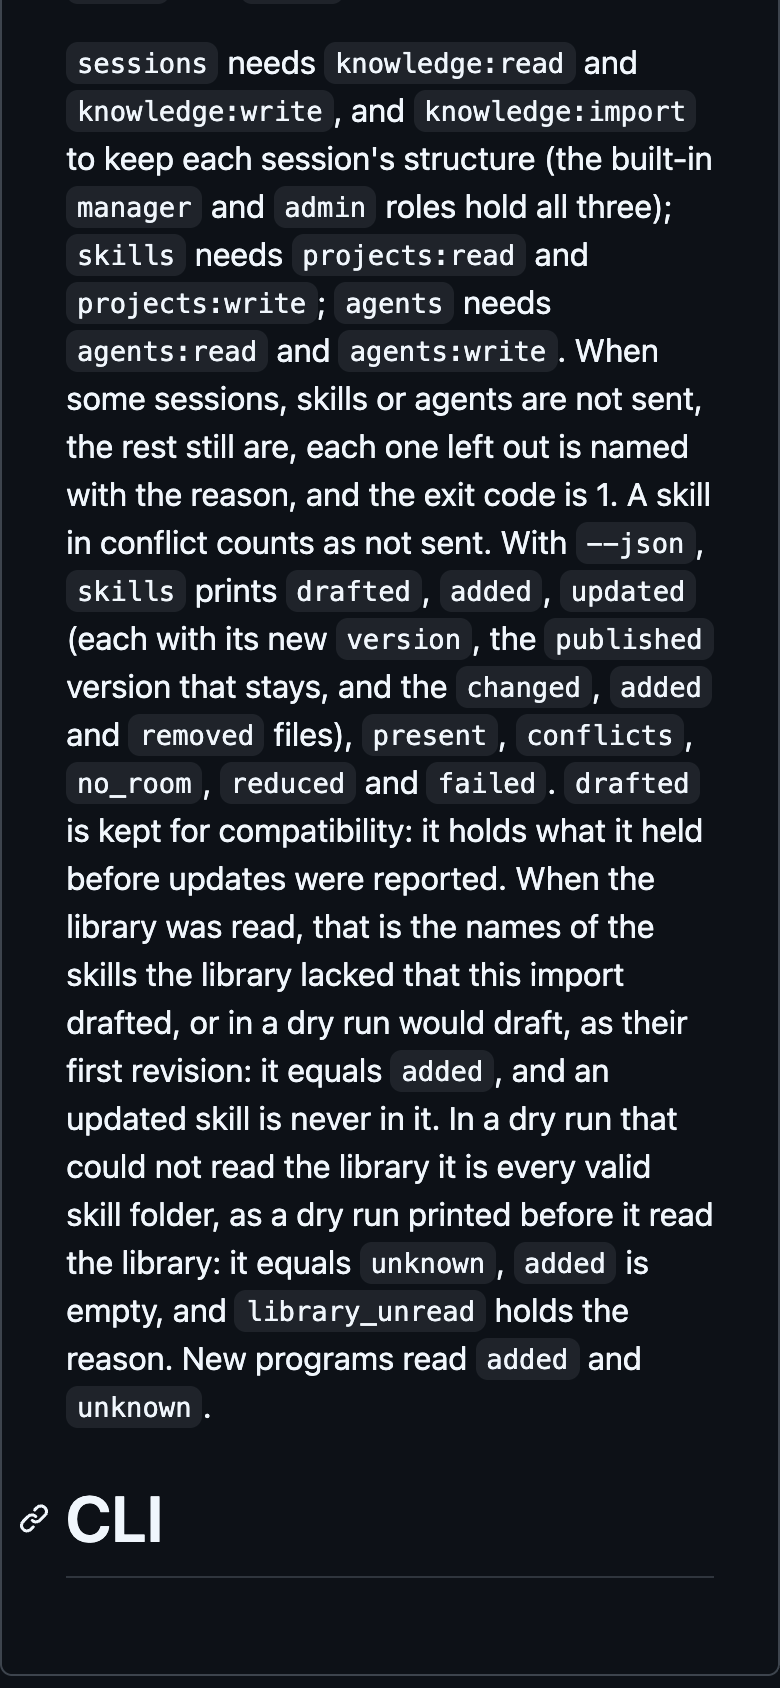 sessions needs knowledge:read and
knowledge:write, and knowledge:import
to keep each session's structure (the built-in
manager and admin roles hold all three);
skills needs projects:read and
projects:write; agents needs
agents:read and agents:write. When
some sessions, skills or agents are not sent,
the rest still are, each one left out is named
with the reason, and the exit code is 1. A skill
in conflict counts as not sent. With --json,
skills prints drafted, added, updated
(each with its new version, the published
version that stays, and the changed, added
and removed files), present, conflicts,
no_room, reduced and failed. drafted
is kept for compatibility: it holds what it held
before updates were reported. When the
library was read, that is the names of the
skills the library lacked that this import
drafted, or in a dry run would draft, as their
first revision: it equals added, and an
updated skill is never in it. In a dry run that
could not read the library it is every valid
skill folder, as a dry run printed before it read
the library: it equals unknown, added is
empty, and library_unread holds the
reason. New programs read added and
unknown.
CLI